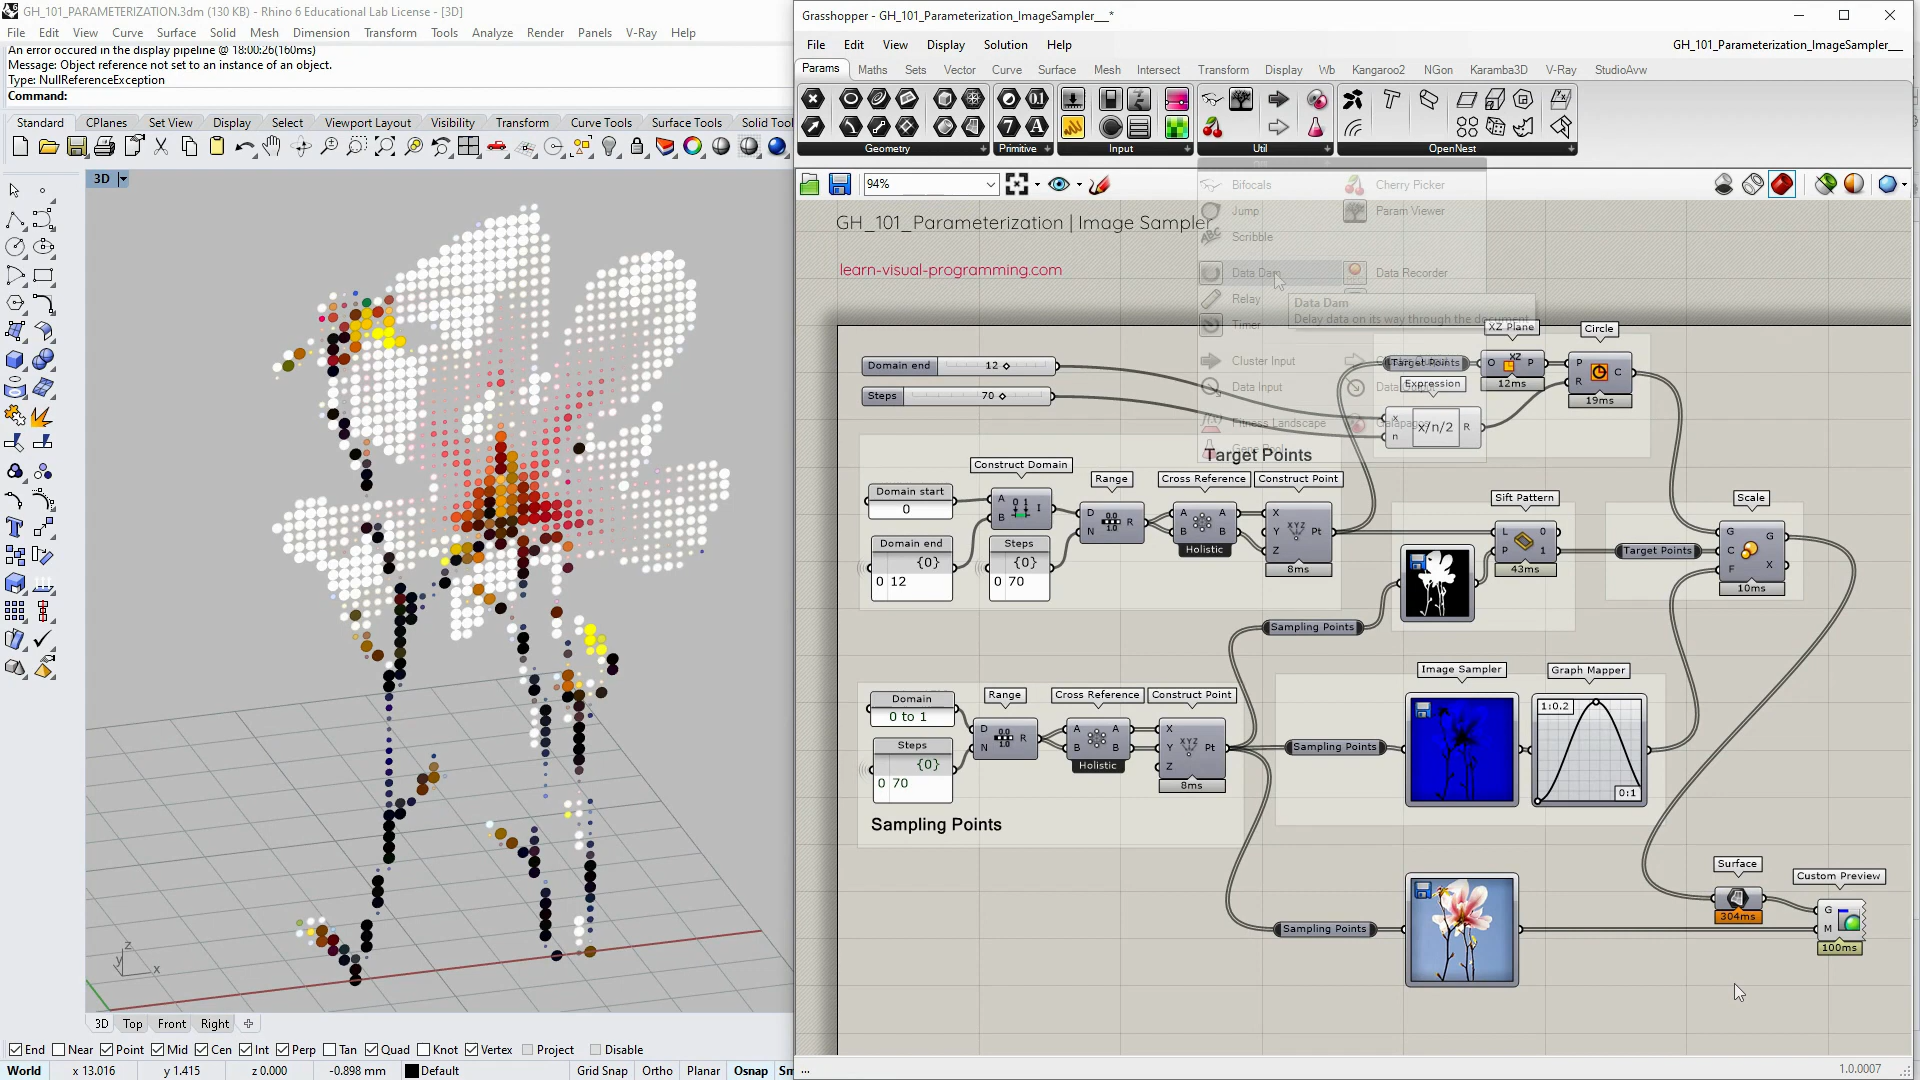 GH_101_PARAMETERIZATION.3dm (130 KB) - Rhino 6 Educational Lab License - [3D]
File Edit View Curve Surface Solid Mesh Dimension Transform Tools Analyze Render Panels V-Ray Help
An error occured in the display pipeline @ 18:00:26(160ms)
Message: Object reference not set to an instance of an object.
Type: NullReferenceException
Command:
Standard CPlanes Set View Display Select Viewport Layout Visibility Transform Curve Tools Surface Tools Solid Tool
3D
z
y
x
3D Top Front Right
End Near Point Mid Cen Int Perp Tan Quad Knot Vertex Project Disable
World x 13.016 y 1.415 z 0.000 -0.898 mm Default Grid Snap Ortho Planar Osnap Sm
Grasshopper - GH_101_Parameterization_ImageSampler___*
File Edit View Display Solution Help
GH_101_Parameterization_ImageSampler___
Params Maths Sets Vector Curve Surface Mesh Intersect Transform Display Wb Kangaroo2 NGon Karamba3D V-Ray StudioAvw
Geometry Primitive Input Util OpenNest
94%
Bifocals Cherry Picker
Jump Param Viewer
Scribble
Data Dam Data Recorder
Relay
Timer
Data Dam
Delay data on its way through the document
Cluster Input
Data Input
Fitness Landscape
GH_101_Parameterization | Image Sampler
learn-visual-programming.com
Domain end 12
Steps 70
Target Points
XZ Plane
O XZ P
12ms
Circle
P C
R
19ms
Expression
x
n
x/n/2 R
Target Points
Construct Domain
A I
B
Range
D R
N
Cross Reference
A A
B B
Holistic
Construct Point
X
Y Pt
Z
8ms
Domain start
0
Domain end
{0}
0 12
Steps
{0}
0 70
Sift Pattern
L 0
P 1
43ms
Target Points
Scale
G G
C
F X
10ms
Sampling Points
Domain
0 to 1
Steps
{0}
0 70
Range
D R
N
Cross Reference
A A
B B
Holistic
Construct Point
X
Y Pt
Z
8ms
Sampling Points
Sampling Points
Image Sampler
Graph Mapper
1:0.2
0:1
Sampling Points
Surface
304ms
Custom Preview
G
M
100ms
...
1.0.0007